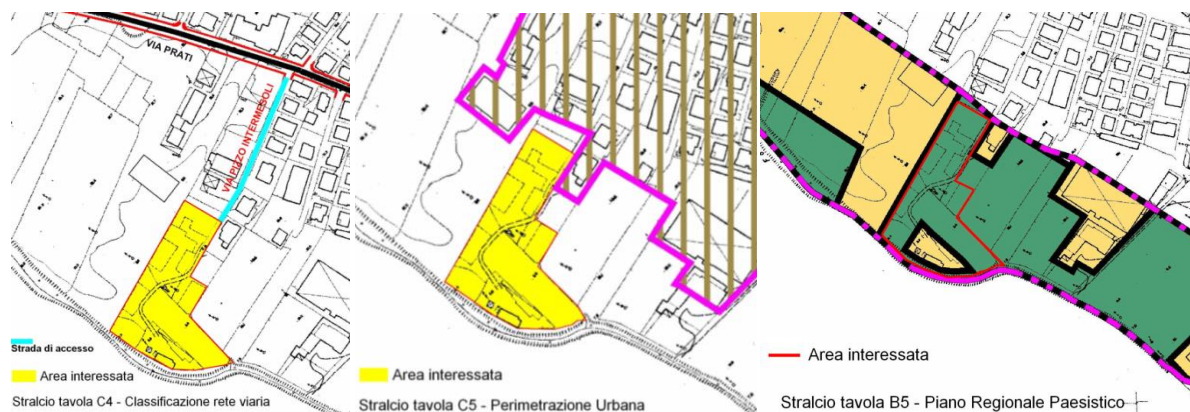 VIA PRATI
VIA PIZZO INTERMESOLI
Strada di accesso
Area interessata
Stralcio tavola C4 - Classificazione rete viaria
Area interessata
Stralcio tavola C5 - Perimetrazione Urbana
Area interessata
Stralcio tavola B5 - Piano Regionale Paesistico